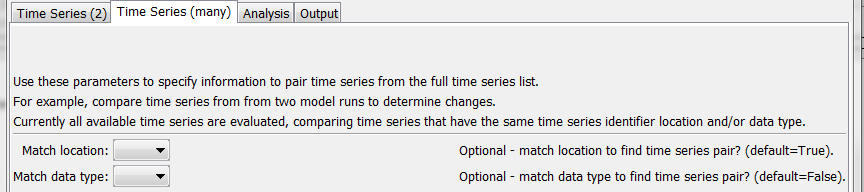 Time Series (2) Time Series (many) Analysis Output
Use these parameters to specify information to pair time series from the full time series list.
For example, compare time series from from two model runs to determine changes.
Currently all available time series are evaluated, comparing time series that have the same time series identifier location and/or data type.
Match location: Optional - match location to find time series pair? (default=True).
Match data type: Optional - match data type to find time series pair? (default=False).